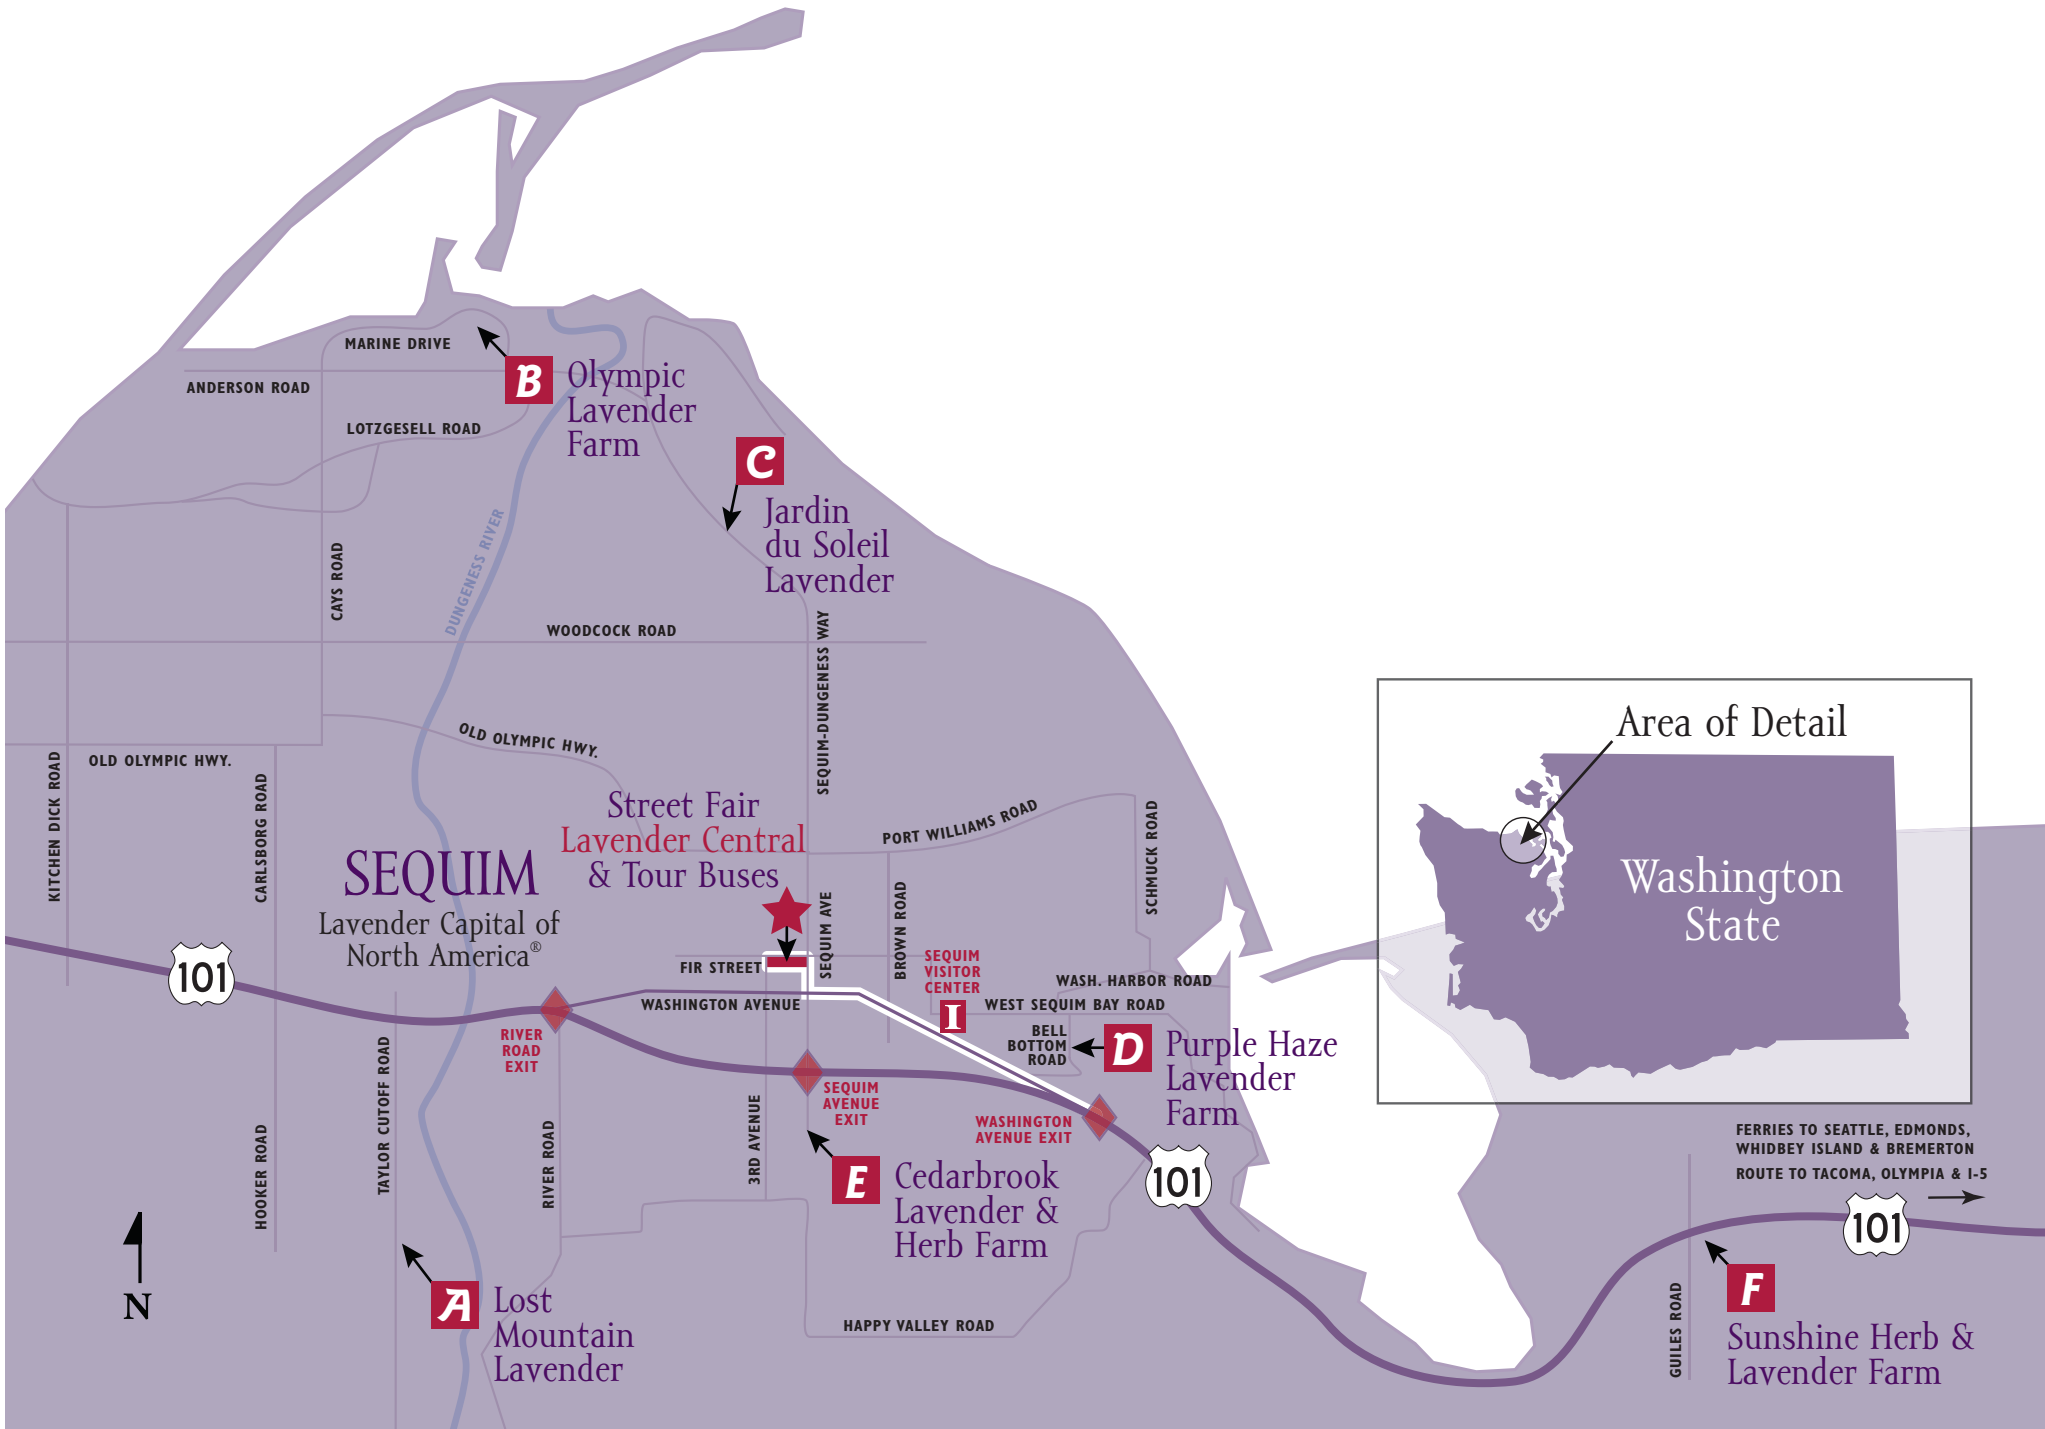 MARINE DRIVE
ANDERSON ROAD
B
Olympic
Lavender
Farm
LOTZGESELL ROAD
C
Jardin
du Soleil
Lavender
DUNGENESS RIVER
CAYS ROAD
WOODCOCK ROAD
SEQUIM-DUNGENESS WAY
OLD OLYMPIC HWY.
OLD OLYMPIC HWY.
KITCHEN DICK ROAD
CARLSBORG ROAD
Street Fair
Lavender Central
& Tour Buses
PORT WILLIAMS ROAD
SCHMUCK ROAD
SEQUIM
Lavender Capital of
North America®
SEQUIM AVE
BROWN ROAD
FIR STREET
SEQUIM
VISITOR
CENTER
I
WASH. HARBOR ROAD
WEST SEQUIM BAY ROAD
WASHINGTON AVENUE
BELL
BOTTOM
ROAD
D
Purple Haze
Lavender
Farm
101
RIVER
ROAD
EXIT
SEQUIM
AVENUE
EXIT
WASHINGTON
AVENUE EXIT
TAYLOR CUTOFF ROAD
HOOKER ROAD
RIVER ROAD
3RD AVENUE
E
Cedarbrook
Lavender &
Herb Farm
101
N
A
Lost
Mountain
Lavender
HAPPY VALLEY ROAD
Area of Detail
Washington
State
FERRIES TO SEATTLE, EDMONDS,
WHIDBEY ISLAND & BREMERTON
ROUTE TO TACOMA, OLYMPIA & I-5
101
GUILES ROAD
F
Sunshine Herb &
Lavender Farm